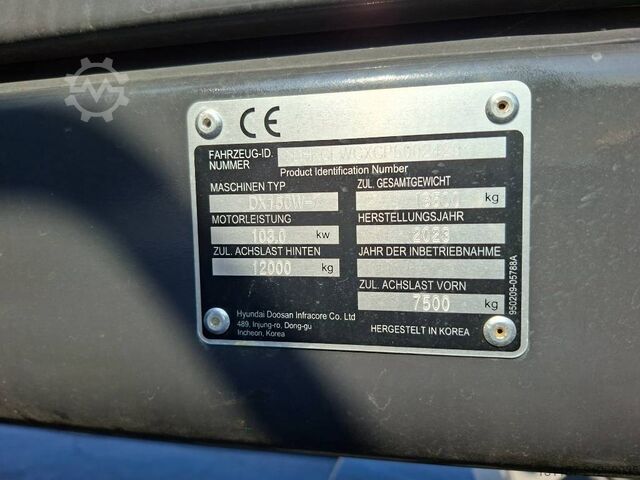 CE
FAHRZEUG-ID.
NUMMER
Product Identification Number
MASCHINEN TYP
ZUL. GESAMTGEWICHT
kg
MOTORLEISTUNG
HERSTELLUNGSJAHR
103.0 kw
2023
ZUL. ACHSLAST HINTEN
JAHR DER INBETRIEBNAHME
12000 kg
ZUL. ACHSLAST VORN
7500 kg
Hyundai Doosan Infracore Co. Ltd
489, Injung-ro, Dong-gu
Incheon, Korea
HERGESTELT IN KOREA
950209-05788A